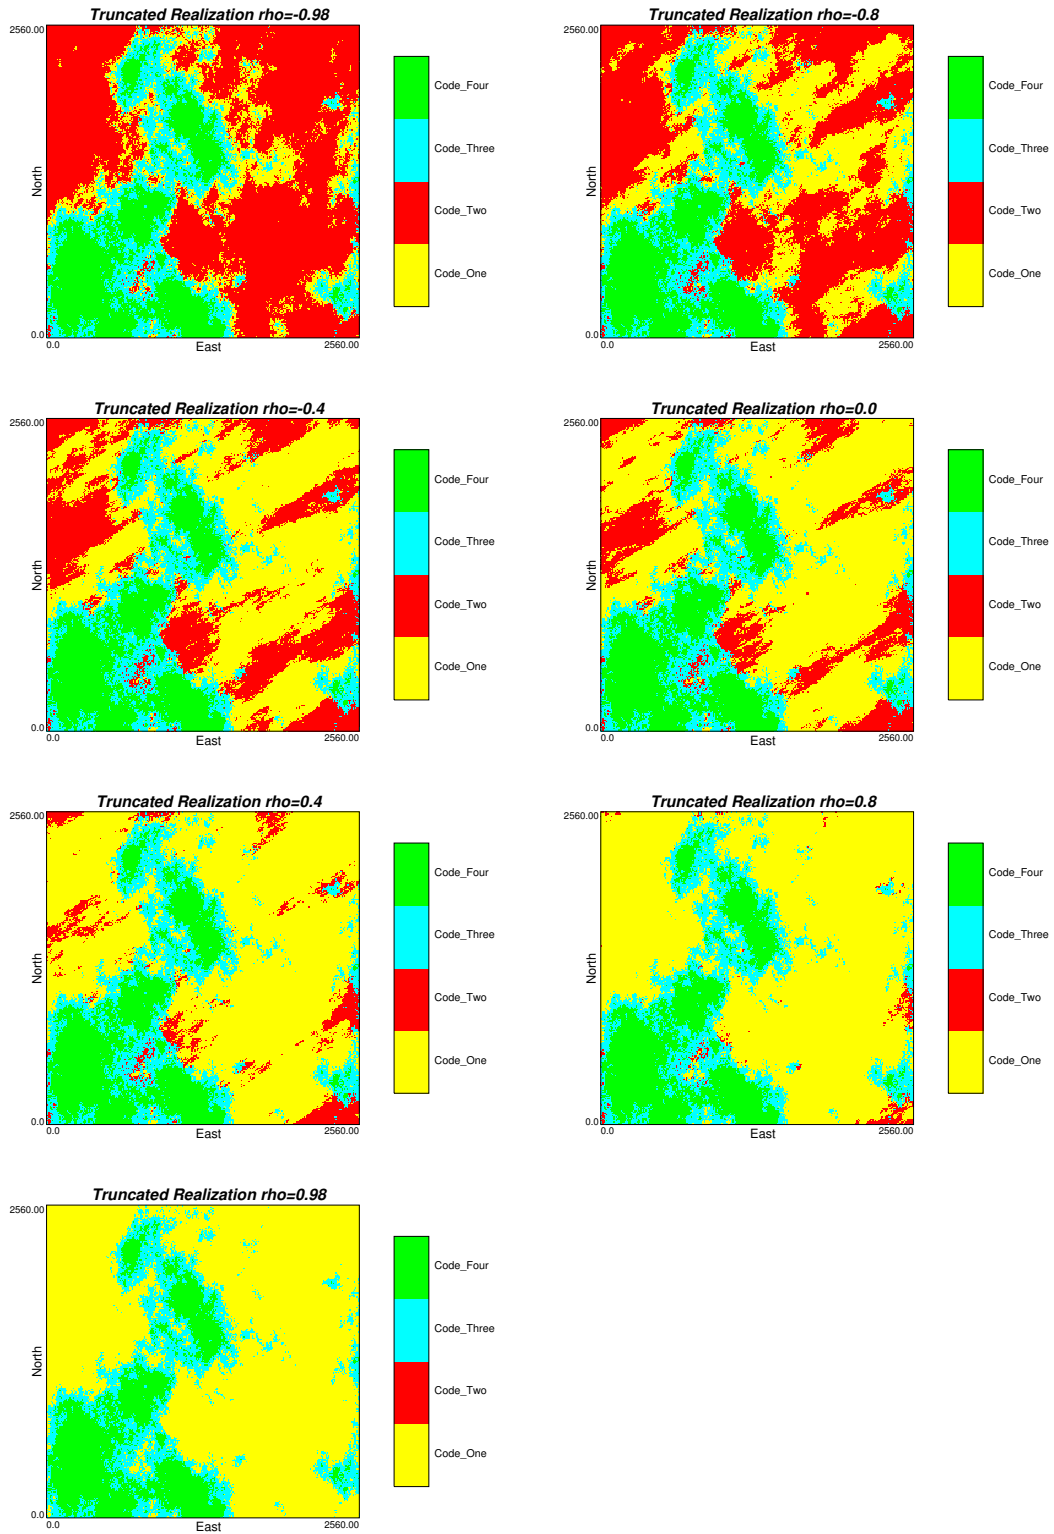 Truncated Realization rho=-0.98
2560.00
North
0.0
0.0
East
2560.00
Code_Four
Code_Three
Code_Two
Code_One
Truncated Realization rho=-0.8
2560.00
North
0.0
0.0
East
2560.00
Code_Four
Code_Three
Code_Two
Code_One
Truncated Realization rho=-0.4
2560.00
North
0.0
0.0
East
2560.00
Code_Four
Code_Three
Code_Two
Code_One
Truncated Realization rho=0.0
2560.00
North
0.0
0.0
East
2560.00
Code_Four
Code_Three
Code_Two
Code_One
Truncated Realization rho=0.4
2560.00
North
0.0
0.0
East
2560.00
Code_Four
Code_Three
Code_Two
Code_One
Truncated Realization rho=0.8
2560.00
North
0.0
0.0
East
2560.00
Code_Four
Code_Three
Code_Two
Code_One
Truncated Realization rho=0.98
2560.00
North
0.0
0.0
East
2560.00
Code_Four
Code_Three
Code_Two
Code_One